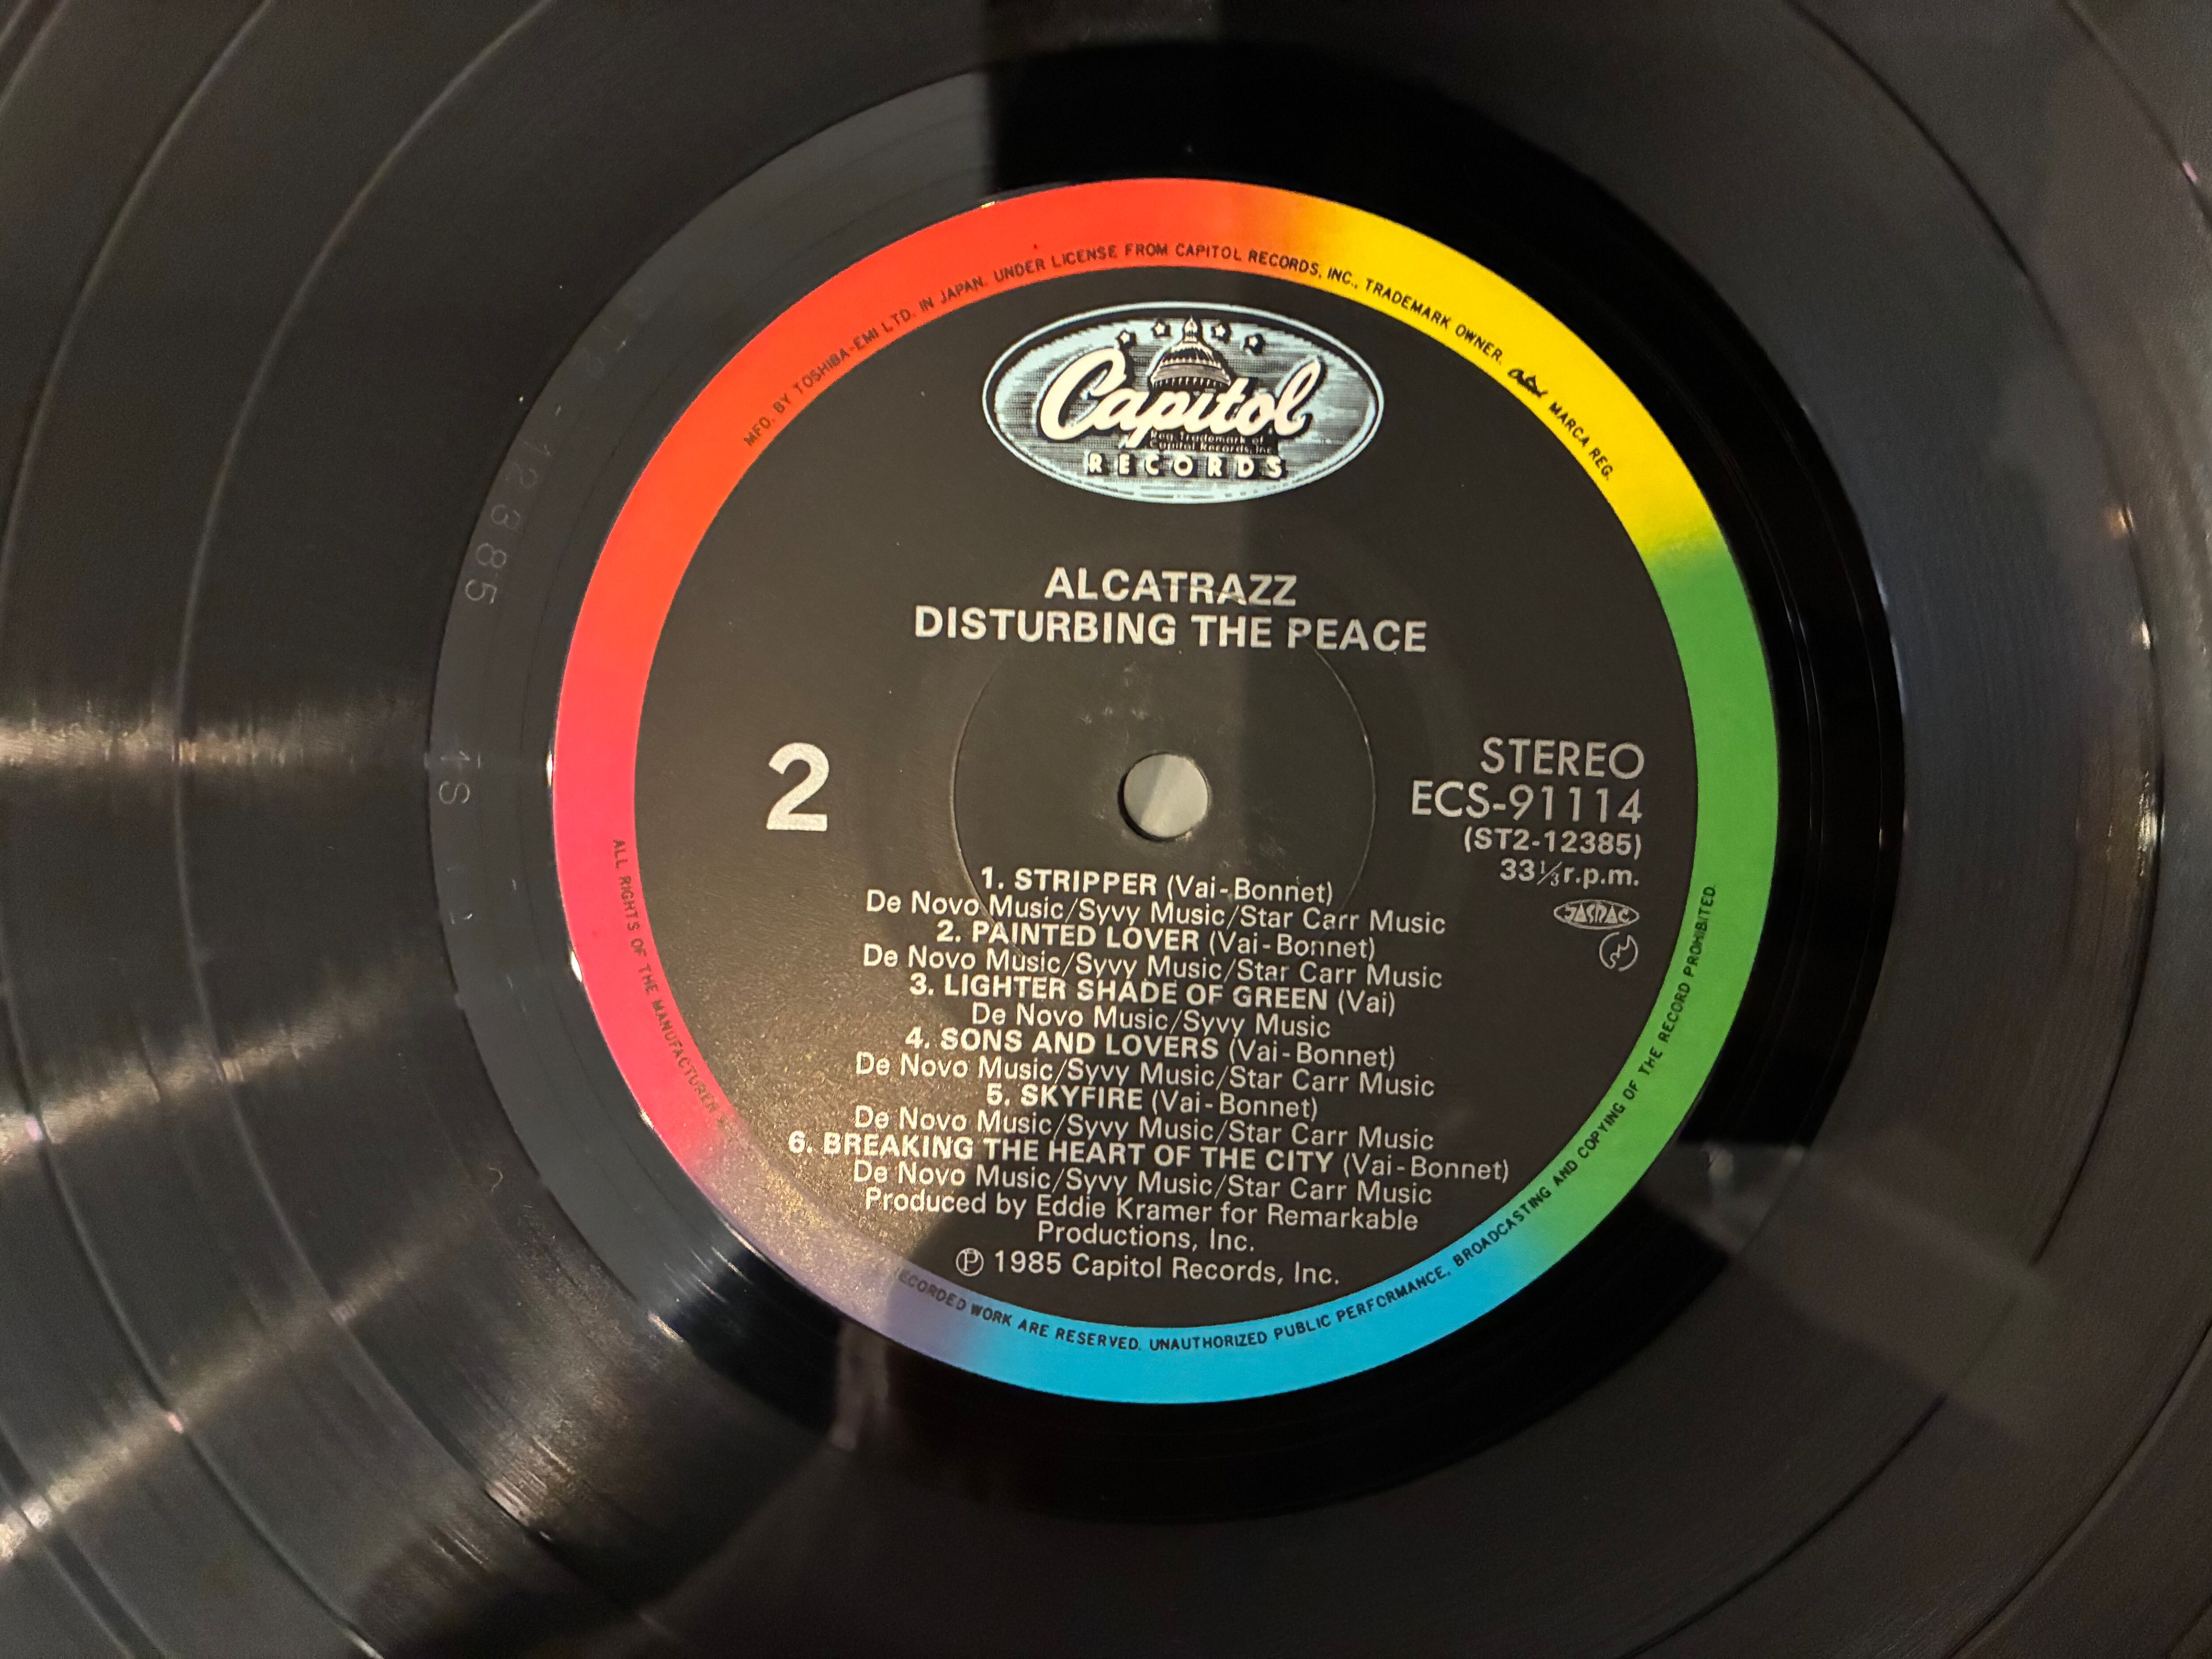 MFG. BY TOSHIBA-EMI LTD. IN JAPAN. UNDER LICENSE FROM CAPITOL RECORDS, INC., TRADEMARK OWNER. MARCA REG.
Capitol
Reg. Trademark of
Capitol Records, Inc.
RECORDS
ALCATRAZZ
DISTURBING THE PEACE
2
STEREO
ECS-91114
(ST2-12385)
33⅓r.p.m.
JASRAC
1. STRIPPER (Vai-Bonnet)
De Novo Music/Syvy Music/Star Carr Music
2. PAINTED LOVER (Vai-Bonnet)
De Novo Music/Syvy Music/Star Carr Music
3. LIGHTER SHADE OF GREEN (Vai)
De Novo Music/Syvy Music
4. SONS AND LOVERS (Vai-Bonnet)
De Novo Music/Syvy Music/Star Carr Music
5. SKYFIRE (Vai-Bonnet)
De Novo Music/Syvy Music/Star Carr Music
6. BREAKING THE HEART OF THE CITY (Vai-Bonnet)
De Novo Music/Syvy Music/Star Carr Music
Produced by Eddie Kramer for Remarkable
Productions, Inc.
Ⓟ 1985 Capitol Records, Inc.
ALL RIGHTS OF THE MANUFACTURER RECORDED WORK ARE RESERVED. UNAUTHORIZED PUBLIC PERFORMANCE, BROADCASTING AND COPYING OF THE RECORD PROHIBITED.
- 12385
1S